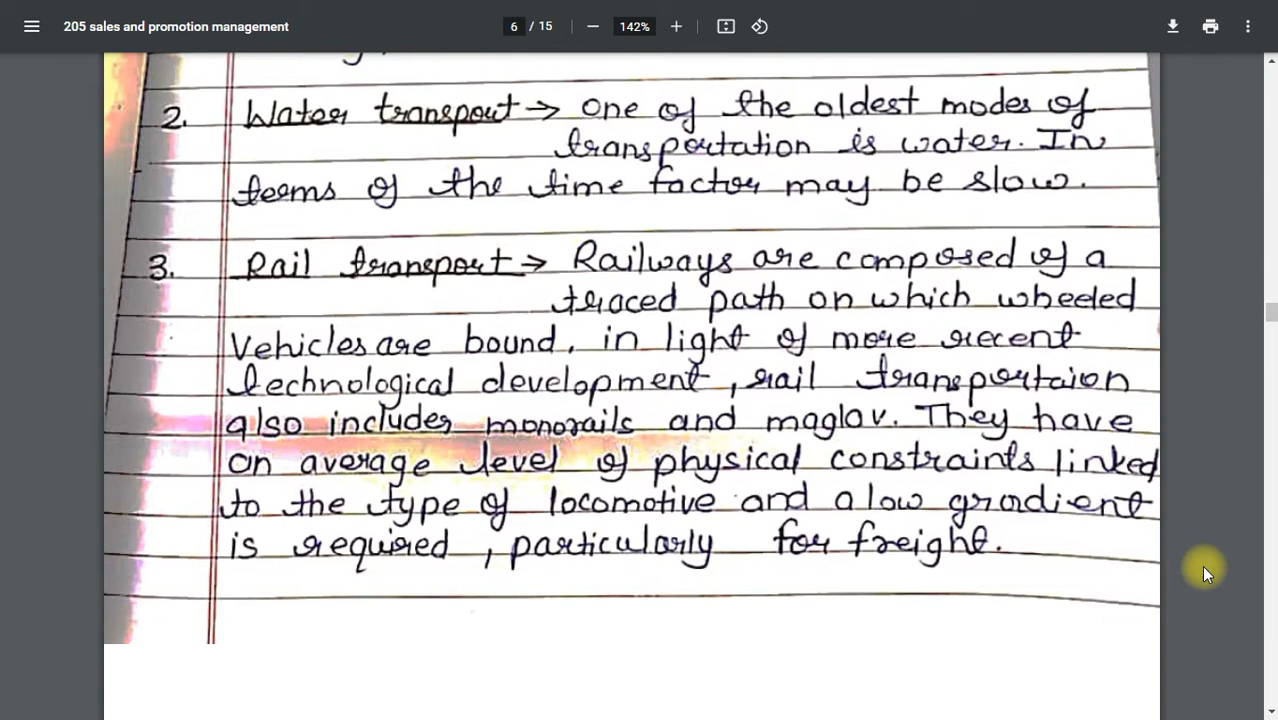 205 sales and promotion management
6 / 15
142%
2. Water transport → One of the oldest modes of
transportation is water. In
terms of the time factor may be slow.
3. Rail transport → Railways are composed of a
traced path on which wheeled
Vehicles are bound, in light of more recent
technological development, rail transportaion
also includes monorails and maglav. They have
an average level of physical constraints linked
to the type of locomotive and a low gradient
is required, particularly for freight.